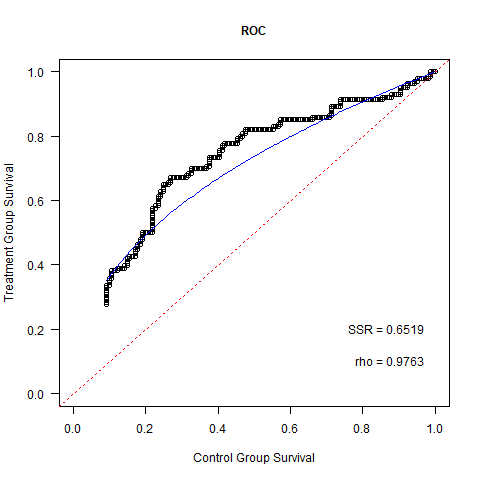 ROC
1.0
0.8
0.6
0.4
0.2
0.0
Treatment Group Survival
SSR = 0.6519
rho = 0.9763
0.0 0.2 0.4 0.6 0.8 1.0
Control Group Survival